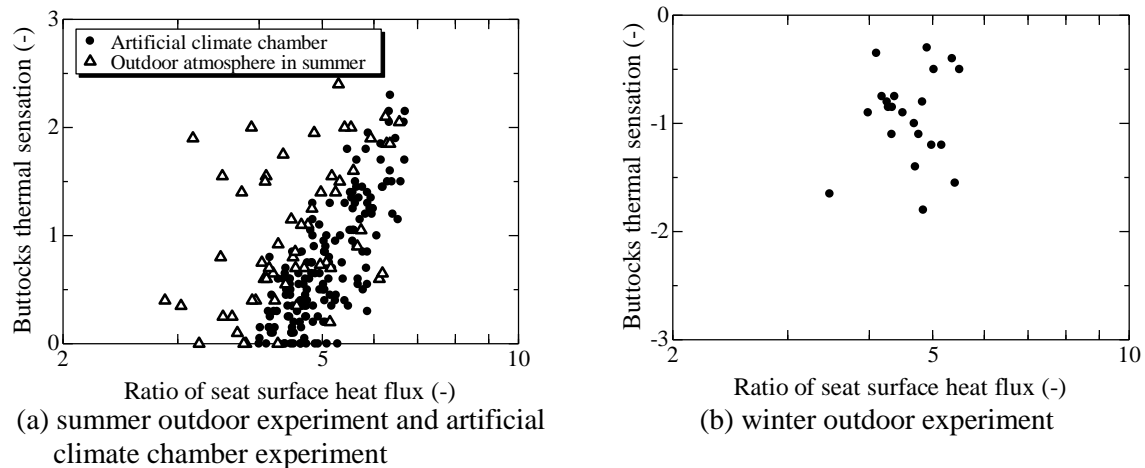 3
2
1
0
Buttocks thermal sensation (-)
Artificial climate chamber
Outdoor atmosphere in summer
2
5
10
Ratio of seat surface heat flux (-)
(a) summer outdoor experiment and artificial
climate chamber experiment
0
-1
-2
-3
Buttocks thermal sensation (-)
2
5
10
Ratio of seat surface heat flux (-)
(b) winter outdoor experiment